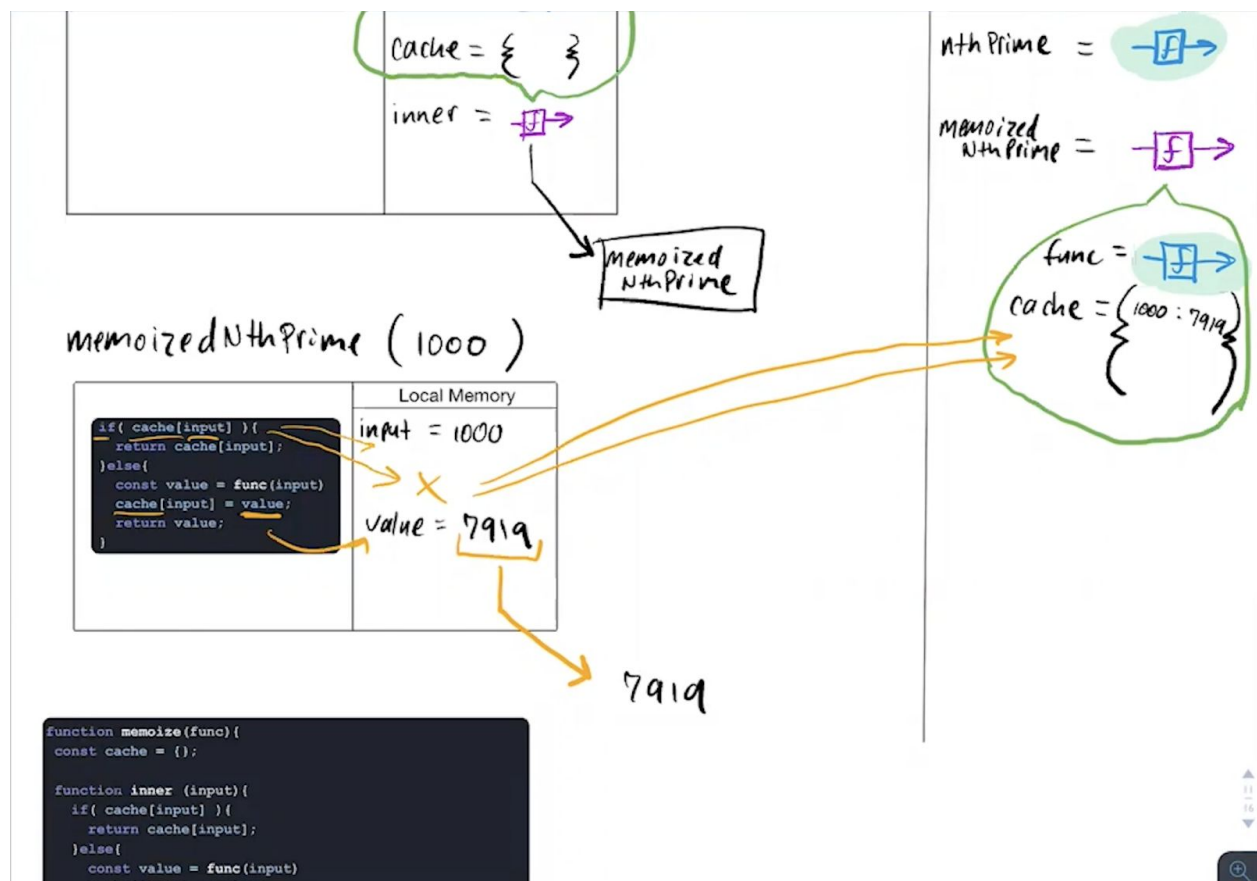 cache = { }
inner = f
memoized
NthPrime
nthPrime = f
memoized
NthPrime = f
func = f
cache = {1000 : 7919
}
memoizedNthPrime (1000)
Local Memory
if( cache[input] ){
return cache[input];
}else{
const value = func(input)
cache[input] = value;
return value;
}
input = 1000
X
value = 7919
7919
function memoize(func){
const cache = {};
function inner (input){
if( cache[input] ){
return cache[input];
}else{
const value = func(input)
11
16